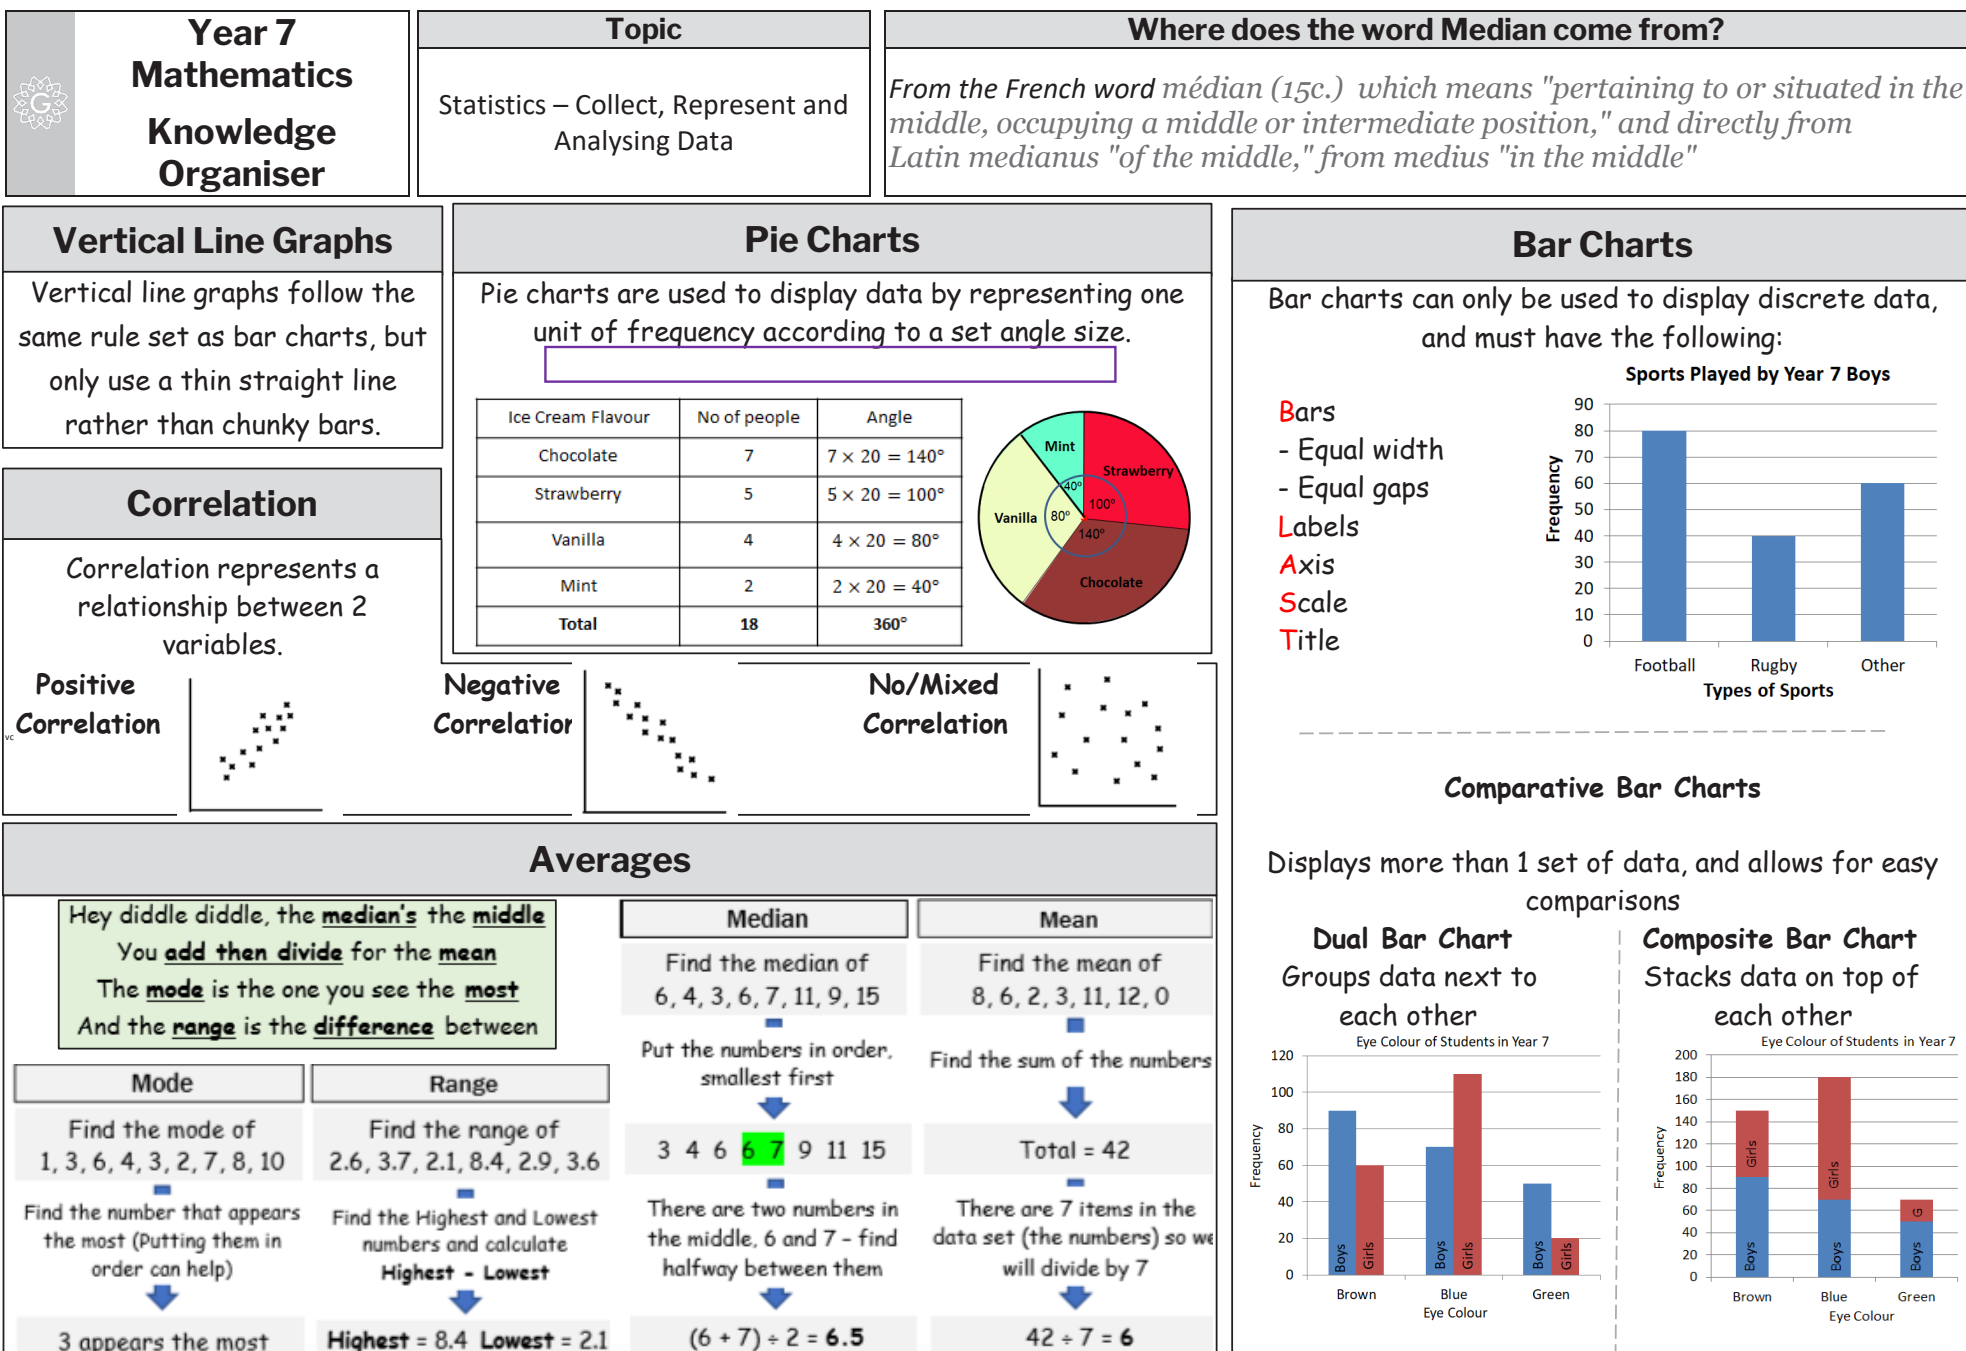 Year 7
Mathematics
Knowledge
Organiser
G
Topic
Statistics – Collect, Represent and
Analysing Data
Where does the word Median come from?
From the French word médian (15c.) which means "pertaining to or situated in the
middle, occupying a middle or intermediate position," and directly from
Latin medianus "of the middle," from medius "in the middle"
Vertical Line Graphs
Vertical line graphs follow the
same rule set as bar charts, but
only use a thin straight line
rather than chunky bars.
Pie Charts
Pie charts are used to display data by representing one
unit of frequency according to a set angle size.
Ice Cream Flavour No of people Angle
Chocolate 7 7 × 20 = 140°
Strawberry 5 5 × 20 = 100°
Vanilla 4 4 × 20 = 80°
Mint 2 2 × 20 = 40°
Total 18 360°
Mint
Strawberry
40°
100°
Vanilla 80°
140°
Chocolate
Correlation
Correlation represents a
relationship between 2
variables.
Positive
Correlation
vc
Negative
Correlation
No/Mixed
Correlation
Bar Charts
Bar charts can only be used to display discrete data,
and must have the following:
Bars
- Equal width
- Equal gaps
Labels
Axis
Scale
Title
Sports Played by Year 7 Boys
90
80
70
60
50
40
30
20
10
0
Frequency
Football Rugby Other
Types of Sports
Comparative Bar Charts
Displays more than 1 set of data, and allows for easy
comparisons
Dual Bar Chart
Groups data next to
each other
Eye Colour of Students in Year 7
120
100
80
60
40
20
0
Frequency
Boys Girls Boys Girls Boys Girls
Brown Blue Green
Eye Colour
Composite Bar Chart
Stacks data on top of
each other
Eye Colour of Students in Year 7
200
180
160
140
120
100
80
60
40
20
0
Frequency
Girls Girls G
Boys Boys Boys
Brown Blue Green
Eye Colour
Averages
Hey diddle diddle, the median's the middle
You add then divide for the mean
The mode is the one you see the most
And the range is the difference between
Mode
Find the mode of
1, 3, 6, 4, 3, 2, 7, 8, 10
Find the number that appears
the most (Putting them in
order can help)
3 appears the most
Range
Find the range of
2.6, 3.7, 2.1, 8.4, 2.9, 3.6
Find the Highest and Lowest
numbers and calculate
Highest - Lowest
Highest = 8.4 Lowest = 2.1
Median
Find the median of
6, 4, 3, 6, 7, 11, 9, 15
Put the numbers in order,
smallest first
3 4 6 6 7 9 11 15
There are two numbers in
the middle, 6 and 7 - find
halfway between them
(6 + 7) ÷ 2 = 6.5
Mean
Find the mean of
8, 6, 2, 3, 11, 12, 0
Find the sum of the numbers
Total = 42
There are 7 items in the
data set (the numbers) so we
will divide by 7
42 ÷ 7 = 6